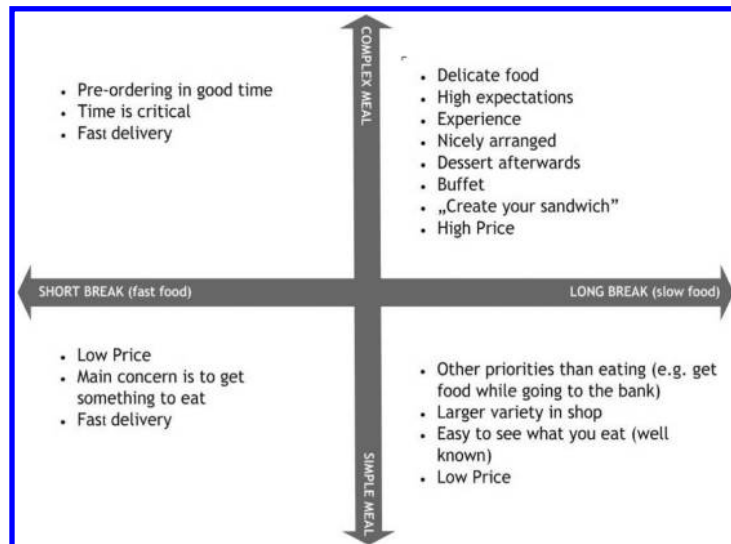 COMPLEX MEAL
• Pre-ordering in good time
• Time is critical
• Fast delivery
• Delicate food
• High expectations
• Experience
• Nicely arranged
• Dessert afterwards
• Buffet
• „Create your sandwich”
• High Price
SHORT BREAK (fast food)
LONG BREAK (slow food)
• Low Price
• Main concern is to get
something to eat
• Fast delivery
• Other priorities than eating (e.g. get
food while going to the bank)
• Larger variety in shop
• Easy to see what you eat (well
known)
• Low Price
SIMPLE MEAL